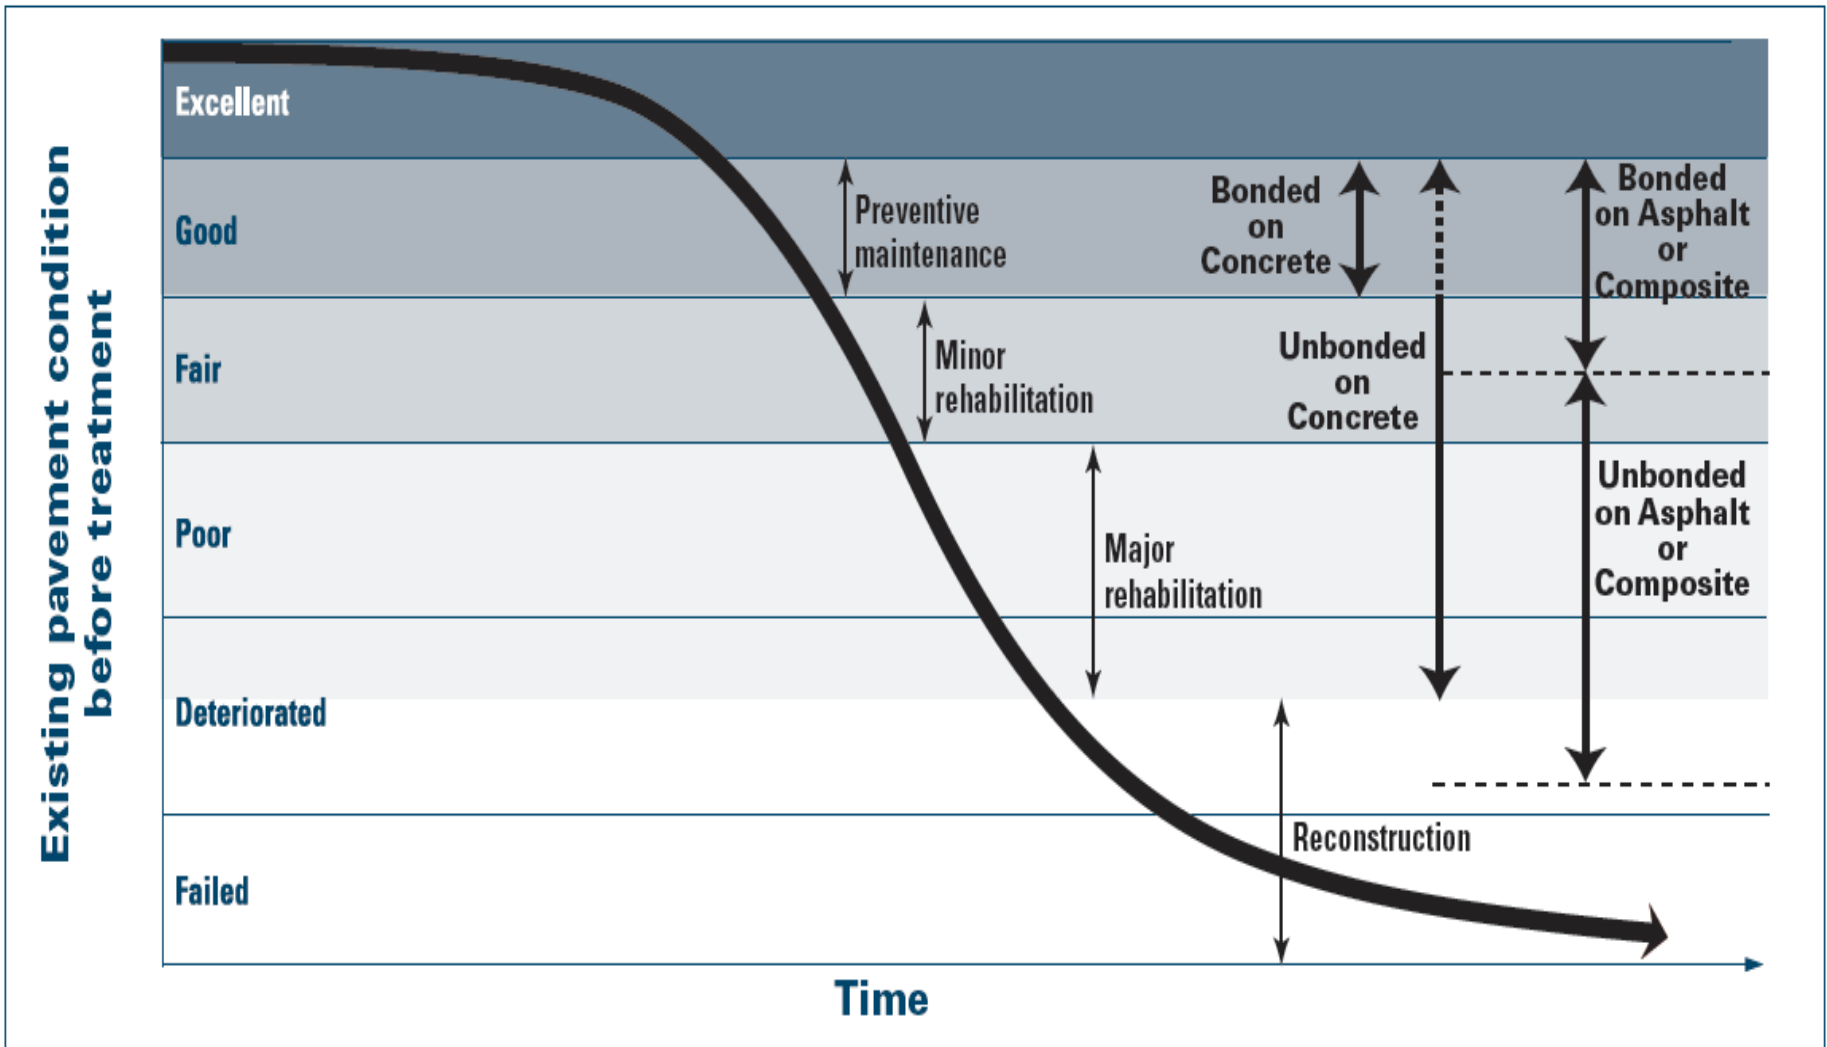 Existing pavement condition
before treatment
Excellent
Good
Fair
Poor
Deteriorated
Failed
Preventive
maintenance
Minor
rehabilitation
Major
rehabilitation
Reconstruction
Bonded
on
Concrete
Unbonded
on
Concrete
Bonded
on Asphalt
or
Composite
Unbonded
on Asphalt
or
Composite
Time